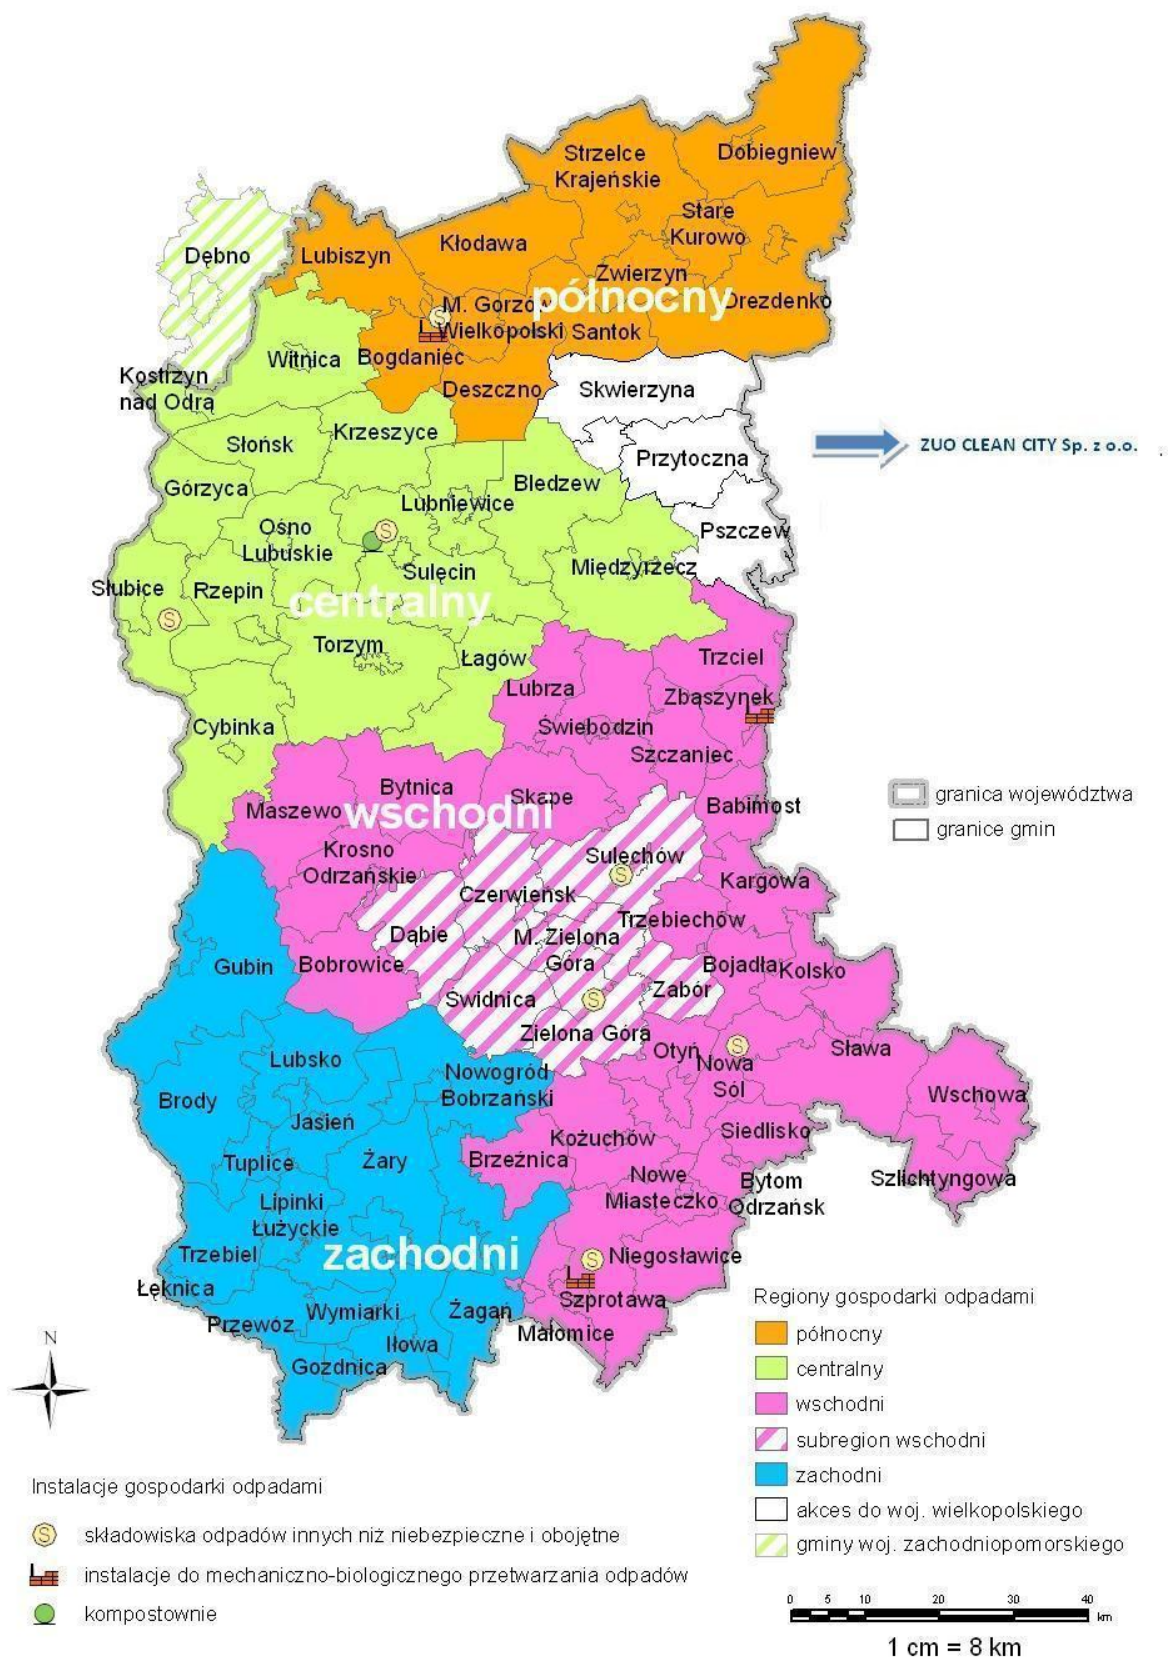 Dobiegniew
Strzelce
Krajeńskie
Stare
Kurowo
Kłodawa
Dębno
Lubiszyn
Zwierzyn
północny
Drezdenko
M. Gorzów
Wielkopolski
Santok
Bogdaniec
Witnica
Kostrzyn
nad Odrą
Deszczno
Skwierzyna
Krzeszyce
Słońsk
ZUO CLEAN CITY Sp. z o.o.
Przytoczna
Górzyca
Bledzew
Lubniewice
Ośno
Lubuskie
Pszczew
Międzyrzecz
Sulęcin
Słubice
Rzepin
centralny
Torzym
Łagów
Trzciel
Lubrza
Zbąszynek
Świebodzin
Cybinka
Szczaniec
Bytnica
Skąpe
Maszewo
wschodni
Babimost
granica województwa
granice gmin
Krosno
Odrzańskie
Sulechów
Kargowa
Czerwieńsk
Trzebiechów
Dąbie
M. Zielona
Góra
Bobrowice
Gubin
Bojadła
Kolsko
Zabór
Świdnica
Zielona Góra
Otyń
Nowa
Sól
Sława
Lubsko
Nowogród
Bobrzański
Brody
Wschowa
Jasień
Kożuchów
Siedlisko
Tuplice
Żary
Brzeźnica
Nowe
Miasteczko
Bytom
Odrzańsk
Szlichtyngowa
Lipinki
Łużyckie
zachodni
Trzebiel
Niegosławice
Łęknica
Szprotawa
Przewóz
Wymiarki
Żagań
Małomice
Iłowa
Gozdnica
N
Regiony gospodarki odpadami
północny
centralny
wschodni
subregion wschodni
zachodni
akces do woj. wielkopolskiego
gminy woj. zachodniopomorskiego
Instalacje gospodarki odpadami
składowiska odpadów innych niż niebezpieczne i obojętne
instalacje do mechaniczno-biologicznego przetwarzania odpadów
kompostownie
0 5 10 20 30 40
km
1 cm = 8 km